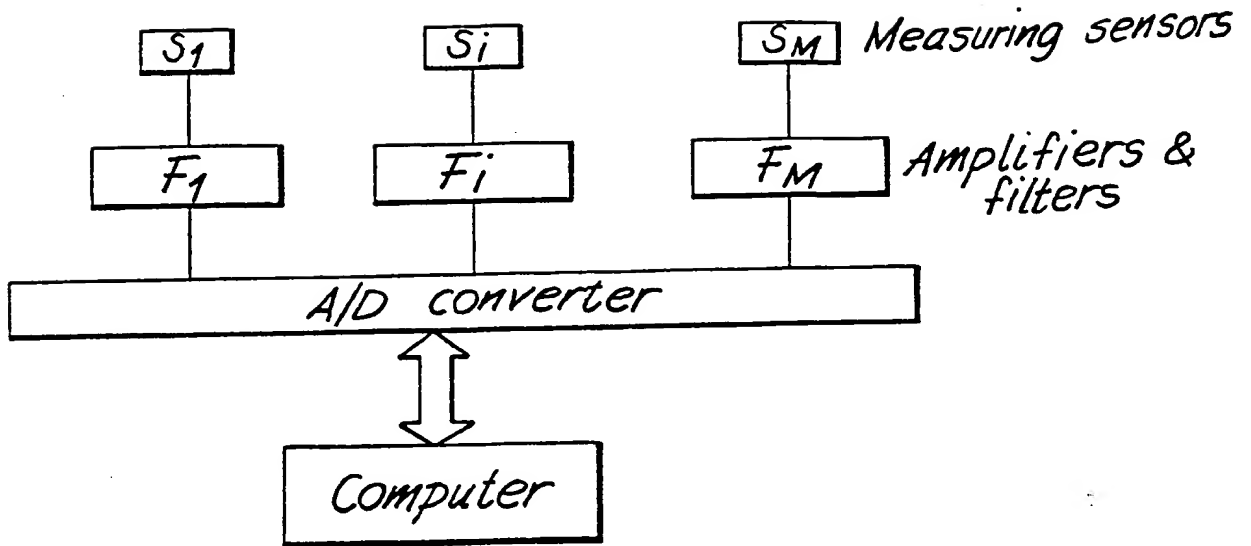 S1 Si SM Measuring sensors
F1 Fi FM Amplifiers &
filters
A/D converter
Computer